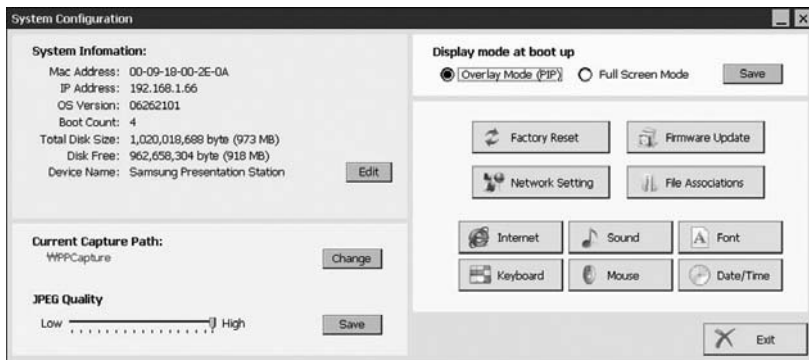 System Configuration
System Infomation:
Mac Address: 00-09-18-00-2E-0A
IP Address: 192.168.1.66
OS Version: 06262101
Boot Count: 4
Total Disk Size: 1,020,018,688 byte (973 MB)
Disk Free: 962,658,304 byte (918 MB)
Device Name: Samsung Presentation Station
Edit
Current Capture Path:
₩PPCapture
Change
JPEG Quality
Low
High
Save
Display mode at boot up
Overlay Mode (PIP)
Full Screen Mode
Save
Factory Reset
Firmware Update
Network Setting
File Associations
Internet
Sound
Font
Keyboard
Mouse
Date/Time
Exit